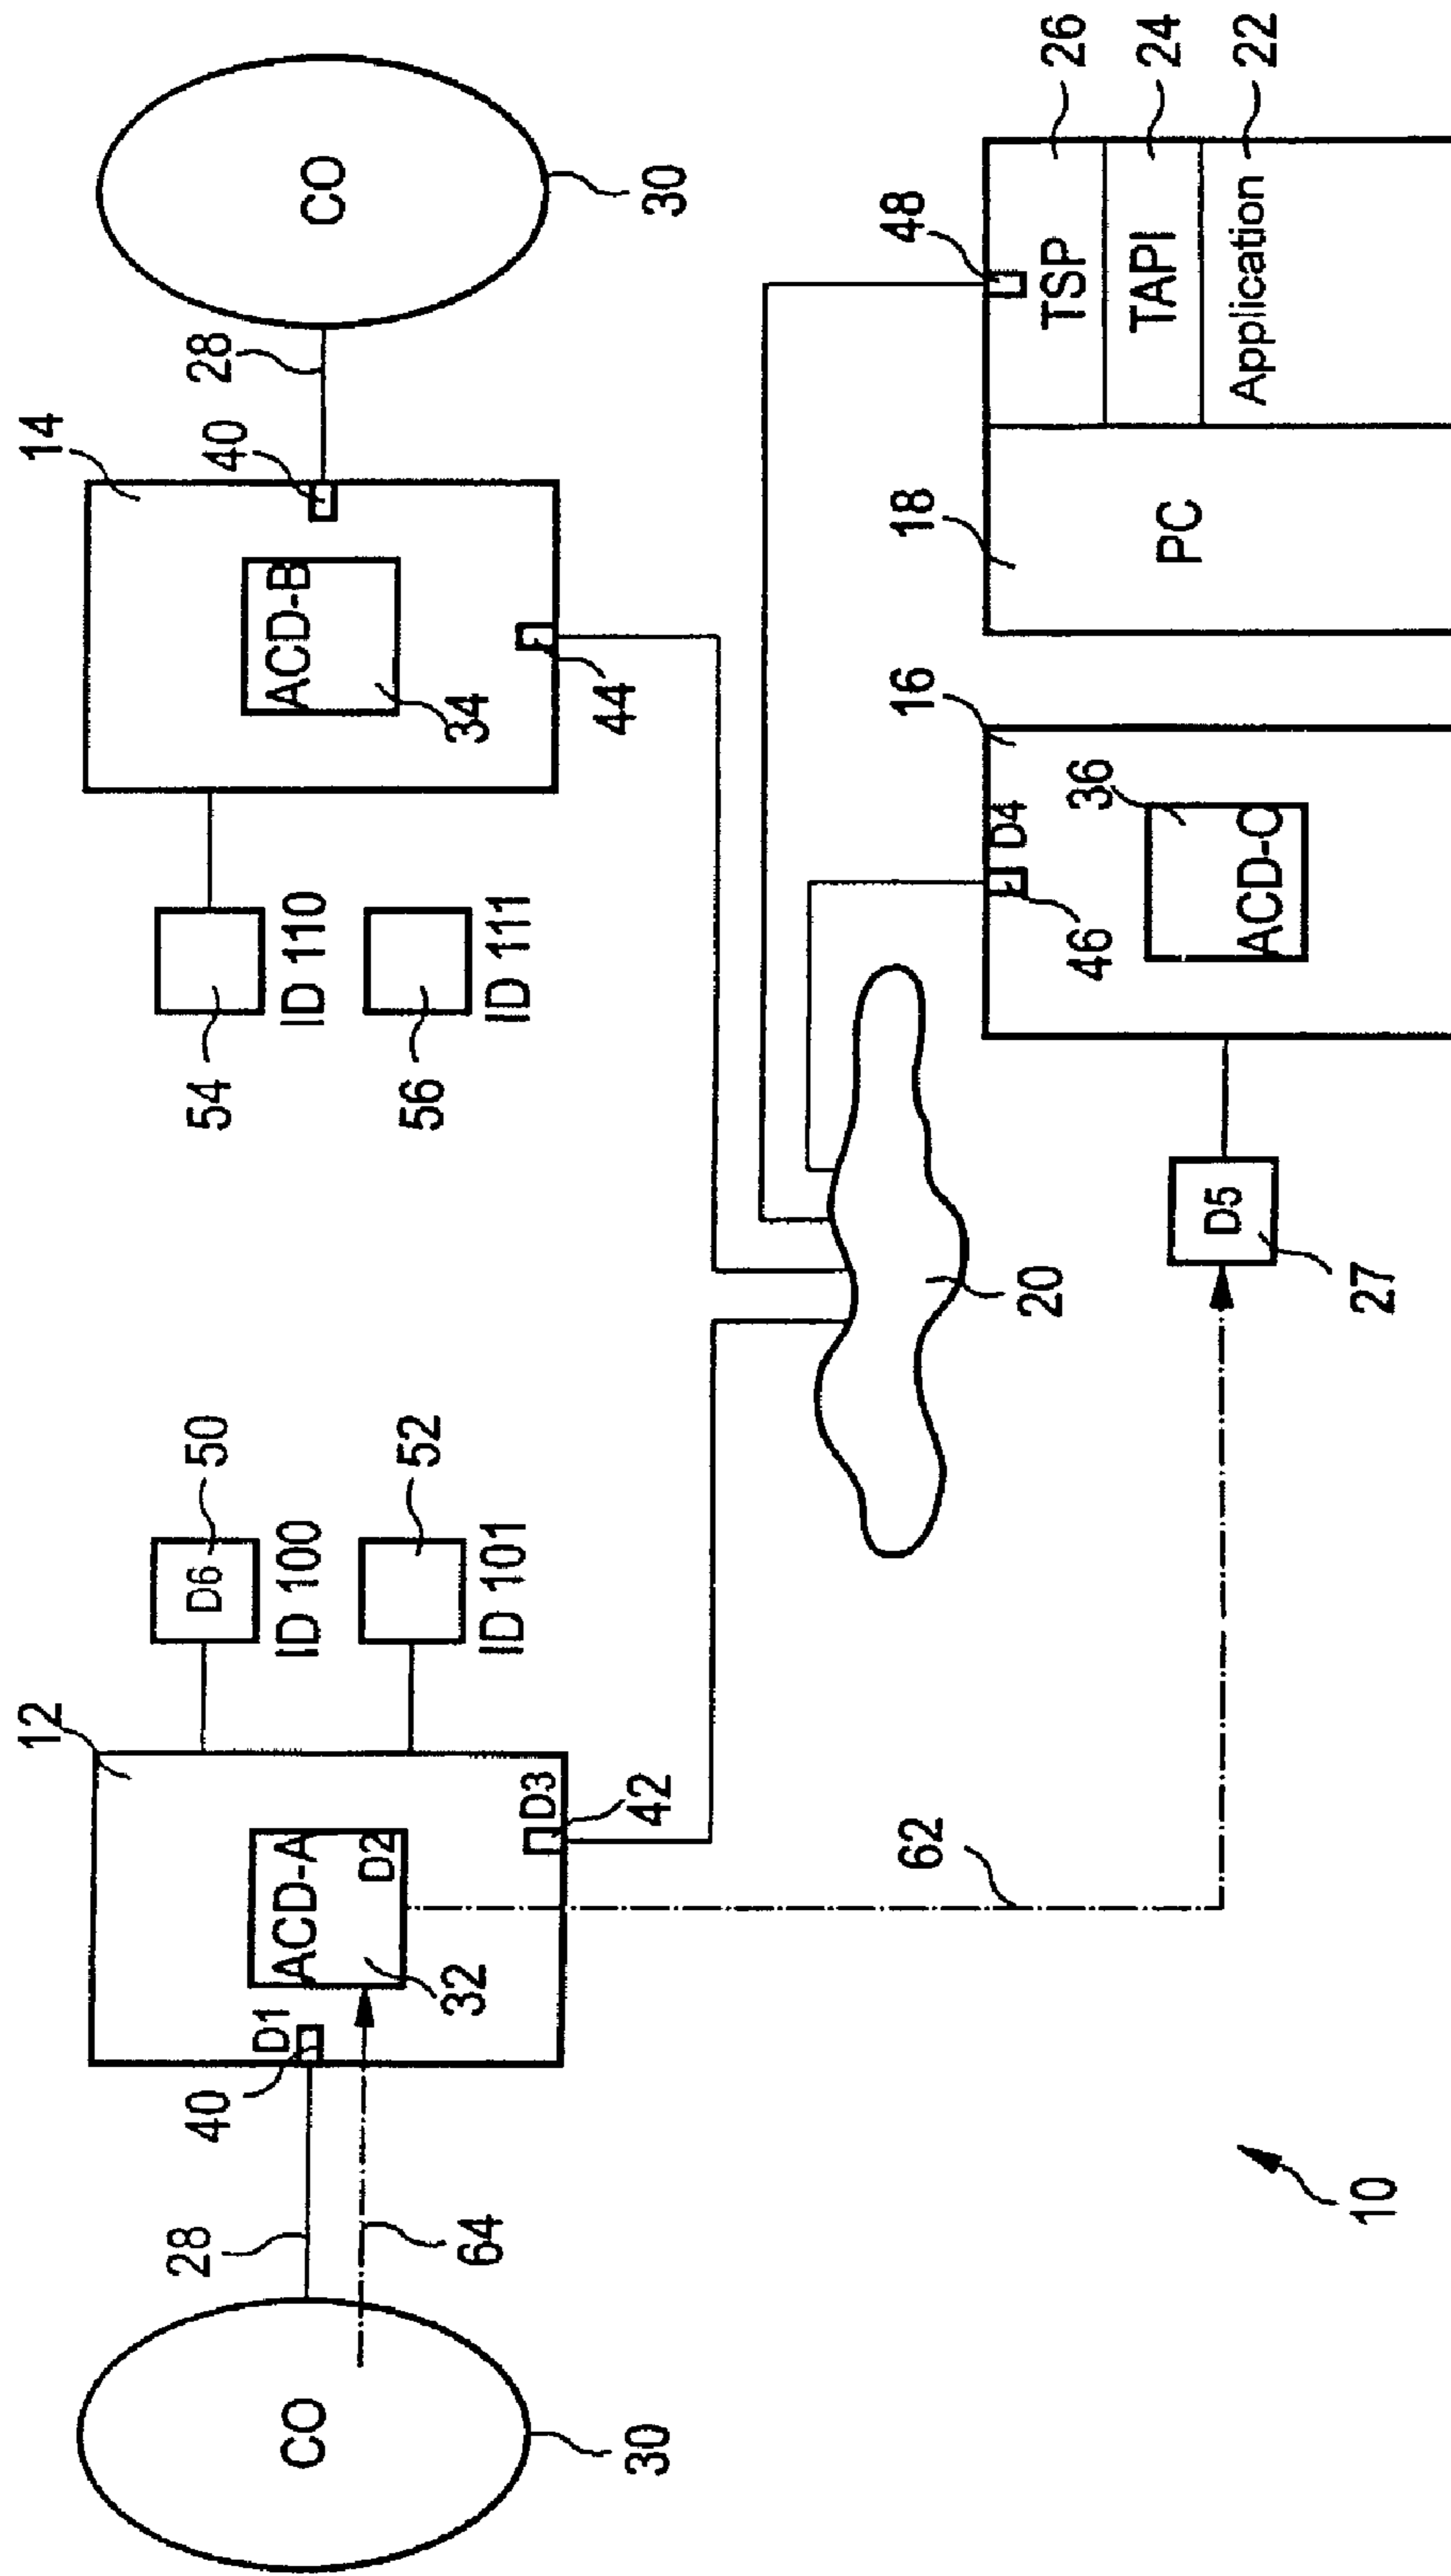 CO
30
28
64
40
D1
12
ACD-A
D2
32
D3
42
D6
50
ID 100
52
ID 101
54
ID 110
56
ID 111
14
ACD-B
34
44
40
28
CO
30
20
62
D5
27
16
D4
46
36
ACD-C
18
PC
48
TSP
26
TAPI
24
Application
22
10